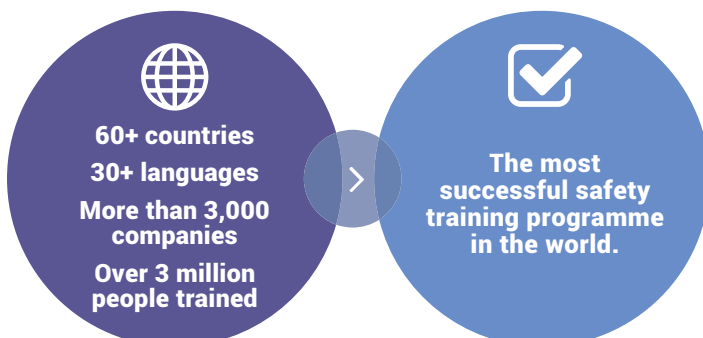 60+ countries
30+ languages
More than 3,000
companies
Over 3 million
people trained
The most
successful safety
training programme
in the world.